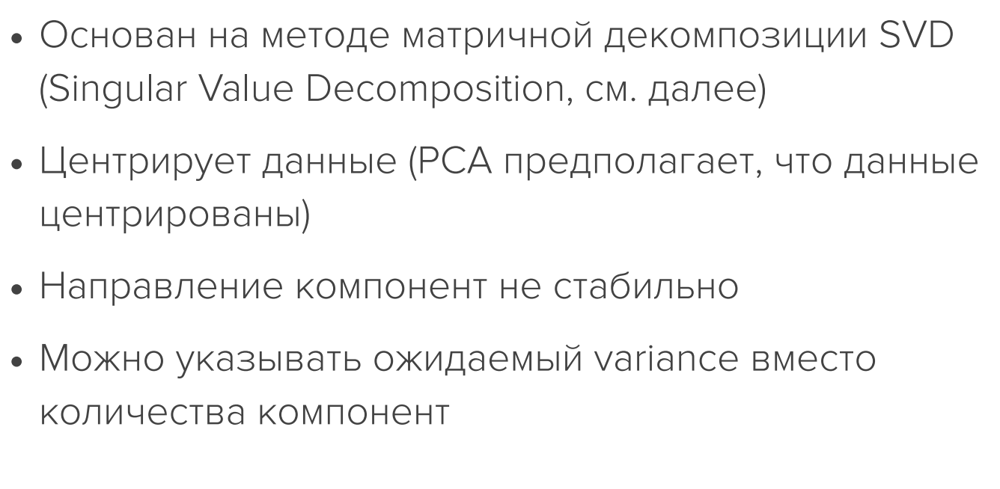 • Основан на методе матричной декомпозиции SVD
(Singular Value Decomposition, см. далее)
• Центрирует данные (PCA предполагает, что данные
центрированы)
• Направление компонент не стабильно
• Можно указывать ожидаемый variance вместо
количества компонент